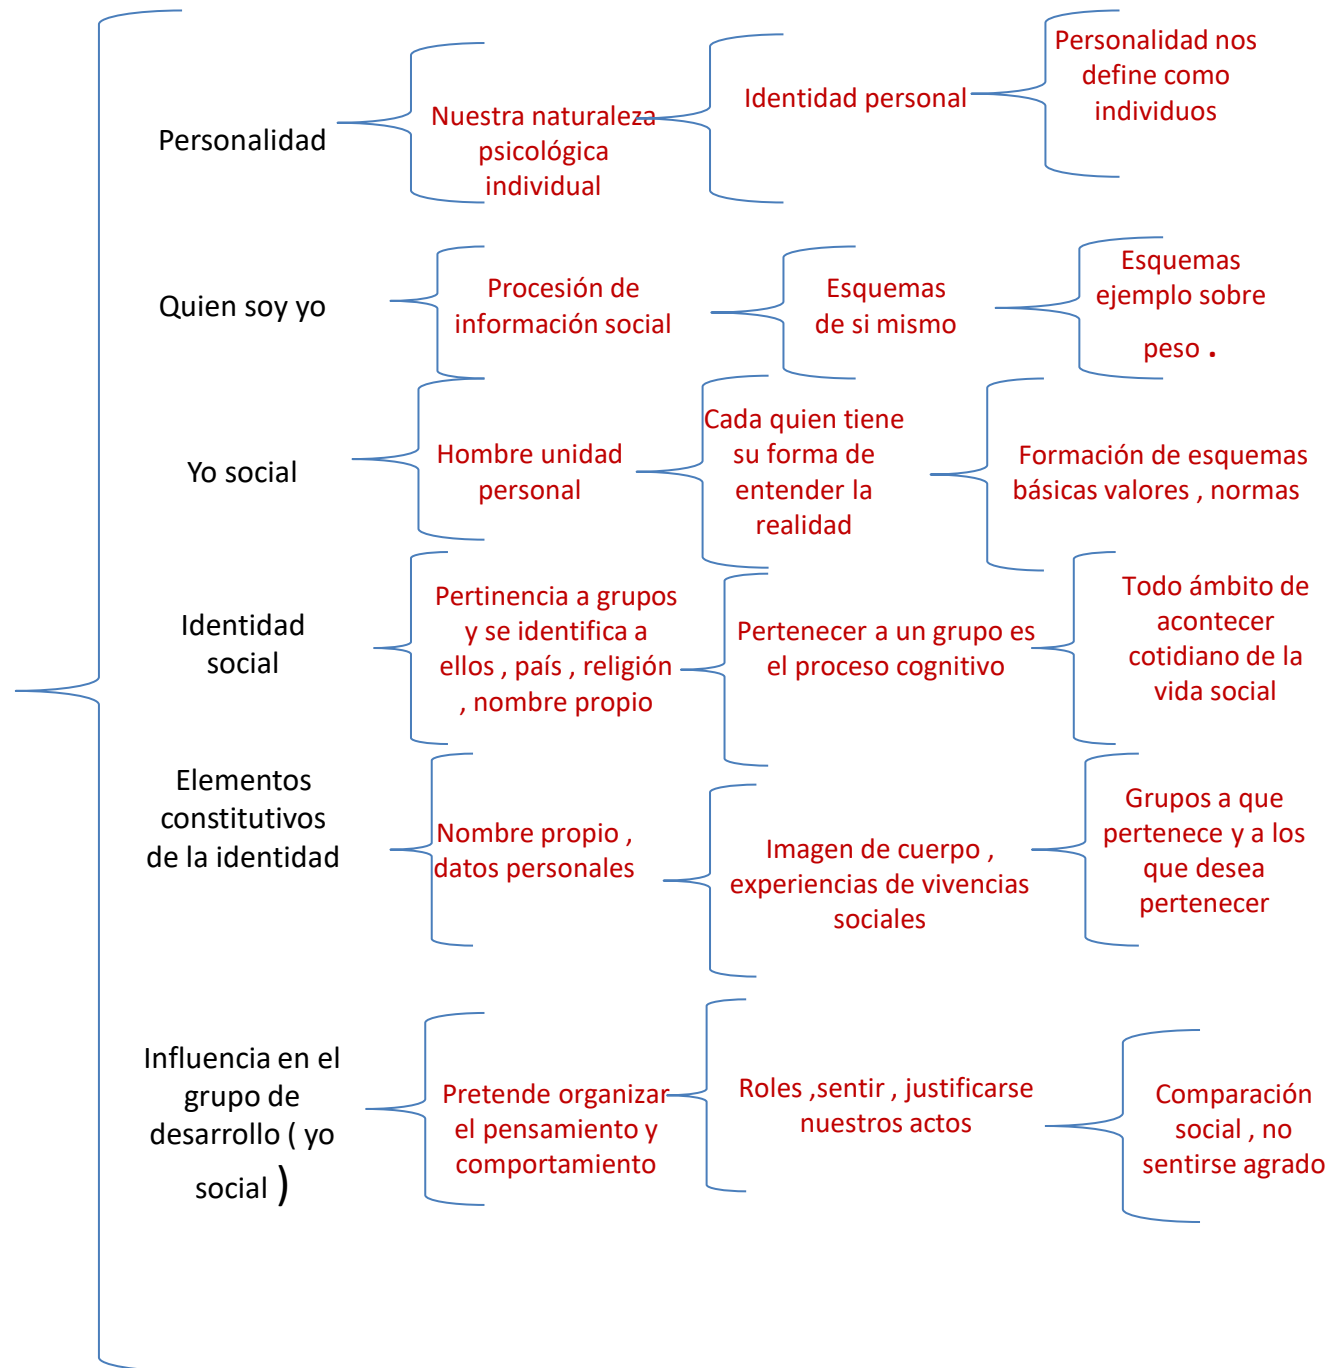 Personalidad
Nuestra naturaleza
psicológica
individual
Identidad personal
Personalidad nos
define como
individuos
Quien soy yo
Procesión de
información social
Esquemas
de si mismo
Esquemas
ejemplo sobre
peso .
Yo social
Hombre unidad
personal
Cada quien tiene
su forma de
entender la
realidad
Formación de esquemas
básicas valores , normas
Identidad
social
Pertinencia a grupos
y se identifica a
ellos , país , religión
, nombre propio
Pertenecer a un grupo es
el proceso cognitivo
Todo ámbito de
acontecer
cotidiano de la
vida social
Elementos
constitutivos
de la identidad
Nombre propio ,
datos personales
Imagen de cuerpo ,
experiencias de vivencias
sociales
Grupos a que
pertenece y a los
que desea
pertenecer
Influencia en el
grupo de
desarrollo ( yo
social )
Pretende organizar
el pensamiento y
comportamiento
Roles ,sentir , justificarse
nuestros actos
Comparación
social , no
sentirse agrado